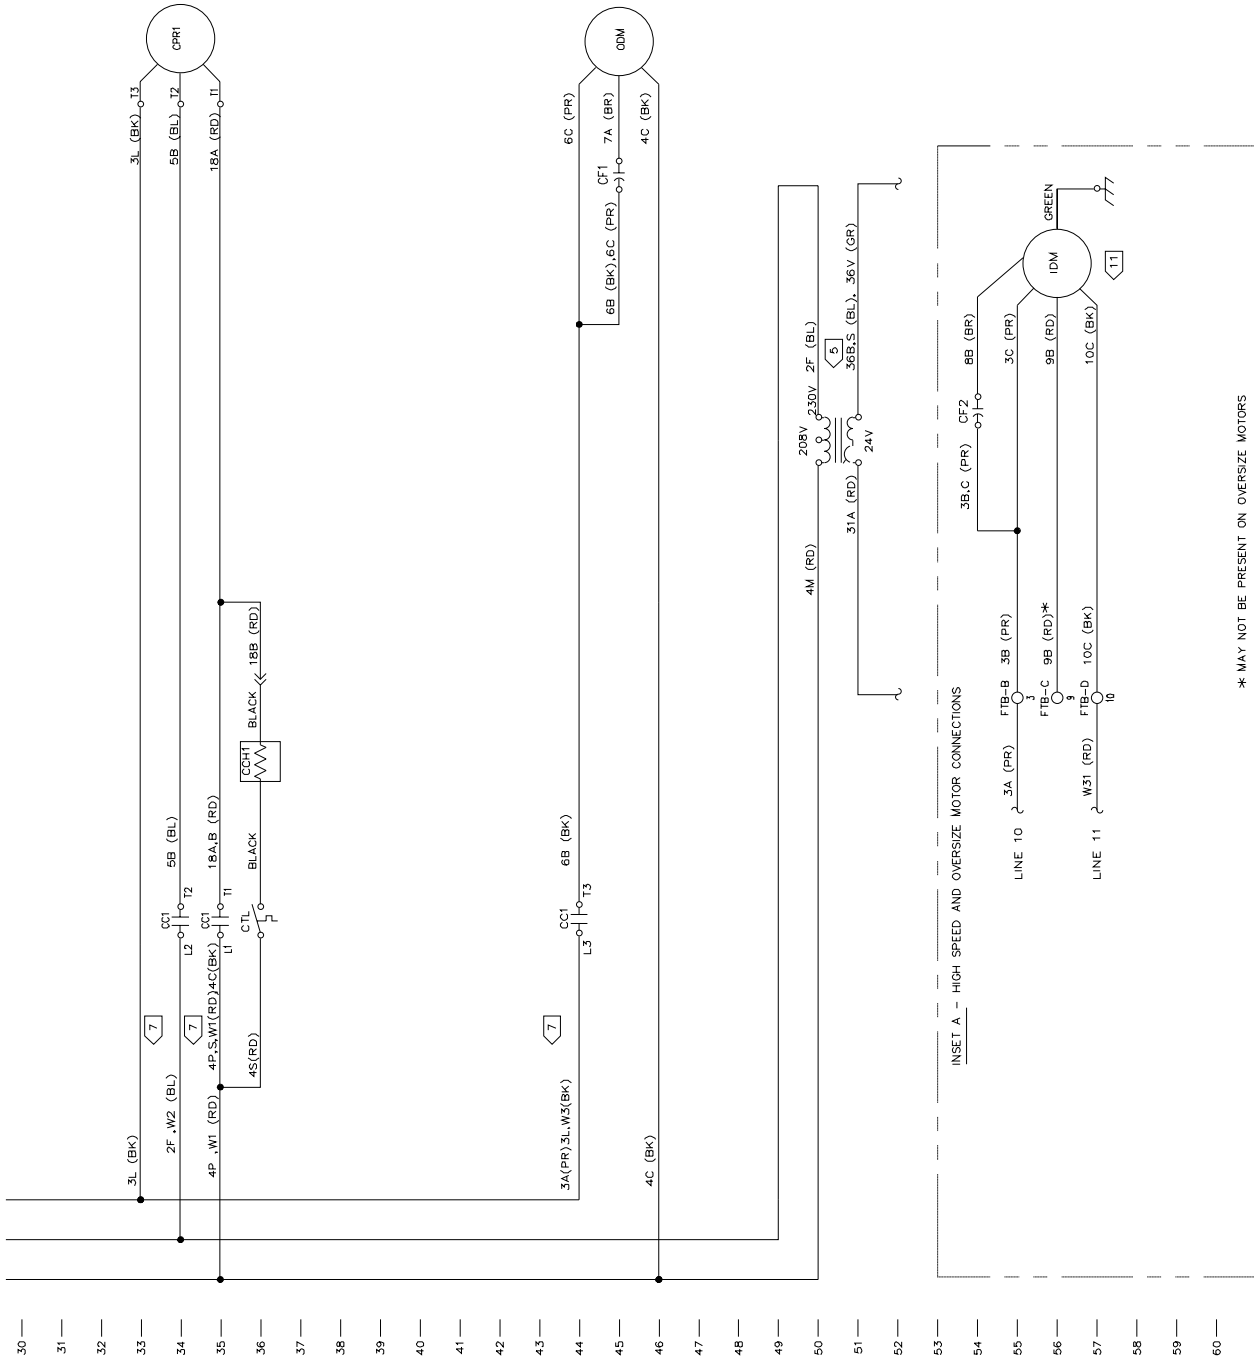 30
31
32
33
3L (BK)
3L (BK)
T3
CPR1
34
2F ,W2 (BL)
7
L2
CC1
T2
5B (BL)
5B (BL)
T2
35
4P ,W1 (RD)
7
4P,S,W1(RD),4C(BK)
L1
CC1
T1
18A,B (RD)
18A (RD)
T1
36
4S(RD)
CTL
BLACK
CCH1
BLACK
18B (RD)
37
38
39
40
41
42
43
44
3A(PR)3L,W3(BK)
7
L3
CC1
T3
6B (BK)
6C (PR)
ODM
45
6B (BK),6C (PR)
CF1
7A (BR)
46
4C (BK)
4C (BK)
47
48
49
50
4M (RD)
208V
230V
2F (BL)
5
51
31A (RD)
24V
36B,S (BL), 36V (GR)
52
53
INSET A - HIGH SPEED AND OVERSIZE MOTOR CONNECTIONS
54
3B,C (PR)
CF2
8B (BR)
55
LINE 10
3A (PR)
FTB-B
3
3B (PR)
3C (PR)
56
FTB-C
9
9B (RD)*
9B (RD)
IDM
GREEN
57
LINE 11
W31 (RD)
FTB-D
10
10C (BK)
10C (BK)
11
58
59
60
* MAY NOT BE PRESENT ON OVERSIZE MOTORS